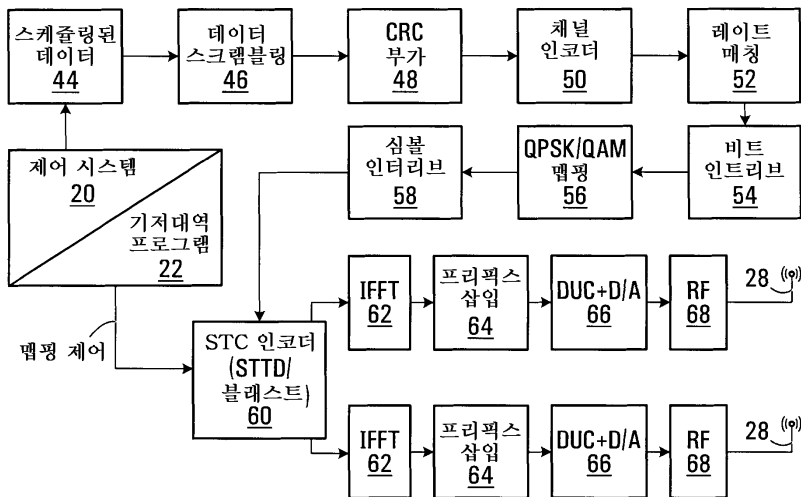 스케쥴링된
데이터
44
데이터
스크램블링
46
CRC
부가
48
채널
인코더
50
레이트
매칭
52
제어 시스템
20
기저대역
프로그램
22
심볼
인터리브
58
QPSK/QAM
맵핑
56
비트
인트리브
54
맵핑 제어
STC 인코더
(STTD/
블래스트)
60
IFFT
62
프리픽스
삽입
64
DUC+D/A
66
RF
68
28
IFFT
62
프리픽스
삽입
64
DUC+D/A
66
RF
68
28